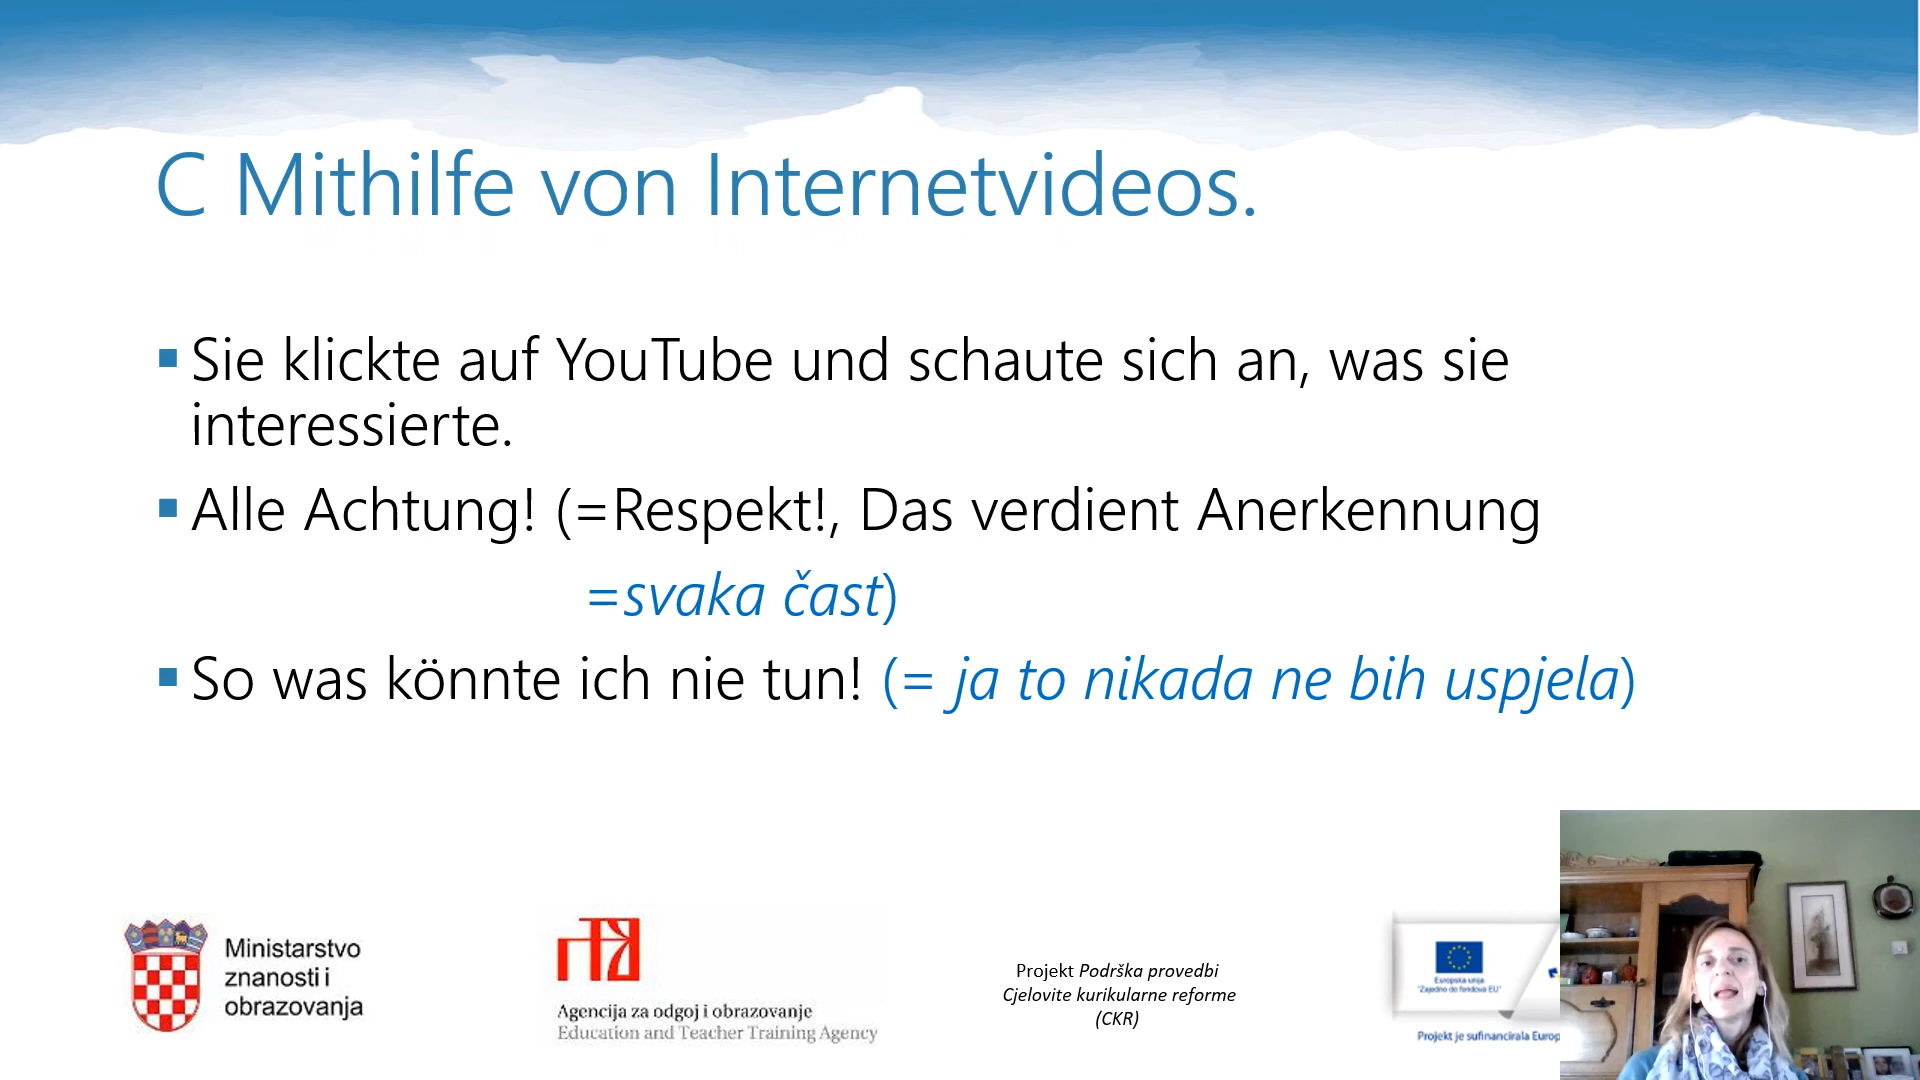 C Mithilfe von Internetvideos.
Sie klickte auf YouTube und schaute sich an, was sie
interessierte.
Alle Achtung! (=Respekt!, Das verdient Anerkennung
=svaka čast)
So was könnte ich nie tun! (= ja to nikada ne bih uspjela)
Ministarstvo
znanosti i
obrazovanja
Agencija za odgoj i obrazovanje
Education and Teacher Training Agency
Projekt Podrška provedbi
Cjelovite kurikularne reforme
(CKR)
Europska unija
"Zajedno do fondova EU"
Projekt je sufinancirala Europ